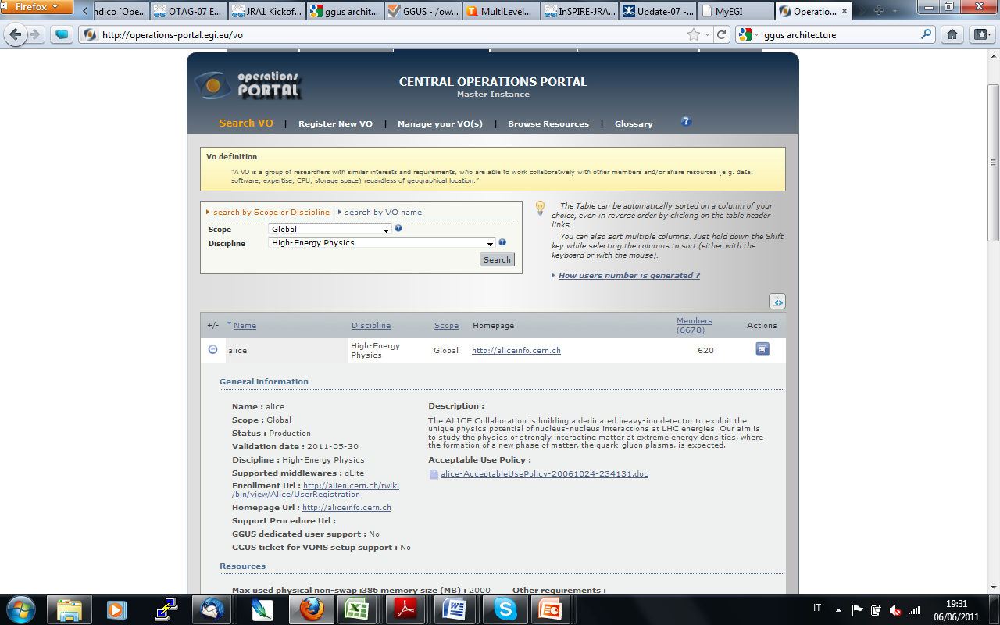 Firefox
ndico [Ope...
OTAG-07 E...
JRA1 Kickof...
ggus archit...
GGUS - /ow...
MultiLevel...
InSPIRE-JRA...
Update-07 -...
MyEGI
Operatio...
http://operations-portal.egi.eu/vo
ggus architecture
operations
PORTAL
CENTRAL OPERATIONS PORTAL
Master Instance
Search VO | Register New VO | Manage your VO(s) | Browse Resources | Glossary
Vo definition
"A VO is a group of researchers with similar interests and requirements, who are able to work collaboratively with other members and/or share resources (e.g. data,
software, expertise, CPU, storage space) regardless of geographical location."
search by Scope or Discipline | search by VO name
Scope Global
Discipline High-Energy Physics
Search
The Table can be automatically sorted on a column of your
choice, even in reverse order by clicking on the table header
links.
You can also sort multiple columns. Just hold down the Shift
key while selecting the columns to sort (either with the
keyboard or with the mouse).
How users number is generated ?
+/- Name Discipline Scope Homepage Members (6678) Actions
alice High-Energy Physics Global http://aliceinfo.cern.ch 620
General information
Name : alice
Scope : Global
Status : Production
Validation date : 2011-05-30
Discipline : High-Energy Physics
Supported middlewares : gLite
Enrollment Url : http://alien.cern.ch/twiki
/bin/view/Alice/UserRegistration
Homepage Url : http://aliceinfo.cern.ch
Support Procedure Url :
GGUS dedicated user support : No
GGUS ticket for VOMS setup support : No
Description :
The ALICE Collaboration is building a dedicated heavy-ion detector to exploit the
unique physics potential of nucleus-nucleus interactions at LHC energies. Our aim is
to study the physics of strongly interacting matter at extreme energy densities, where
the formation of a new phase of matter, the quark-gluon plasma, is expected.
Acceptable Use Policy :
alice-AcceptableUsePolicy-20061024-234131.doc
Resources
Max used physical non-swap i386 memory size (MB) : 2000 Other requirements :
IT
19:31
06/06/2011